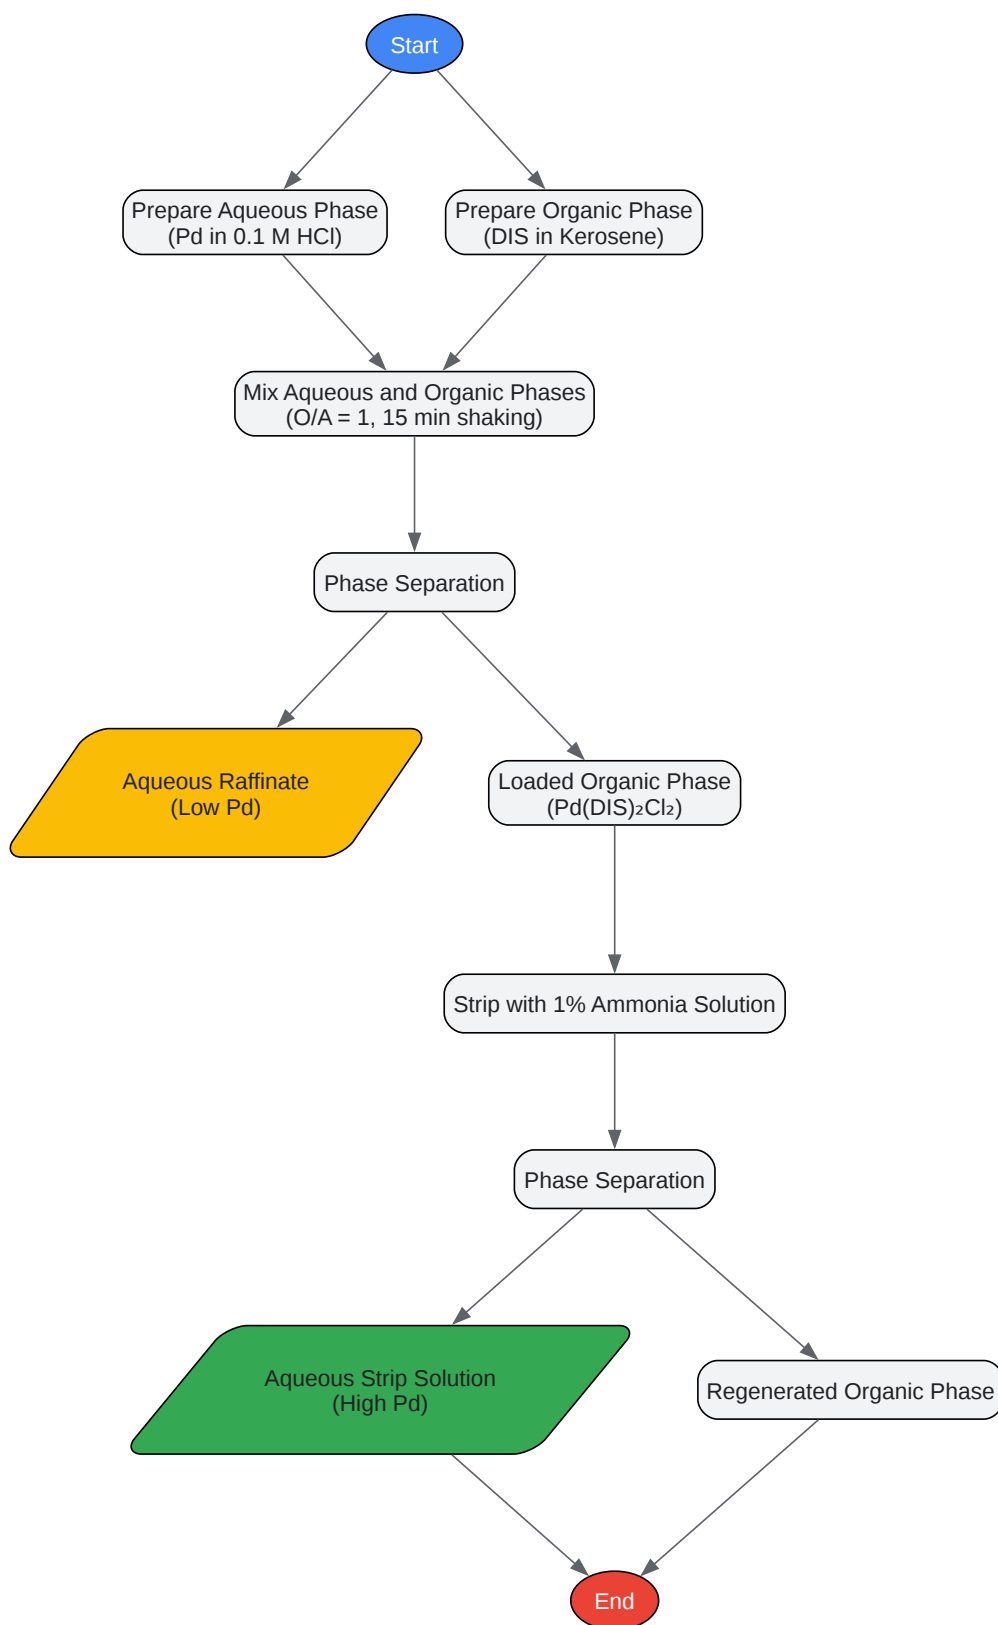 Start
Prepare Aqueous Phase
(Pd in 0.1 M HCl)
Prepare Organic Phase
(DIS in Kerosene)
Mix Aqueous and Organic Phases
(O/A = 1, 15 min shaking)
Phase Separation
Aqueous Raffinate
(Low Pd)
Loaded Organic Phase
(Pd(DIS)₂Cl₂)
Strip with 1% Ammonia Solution
Phase Separation
Aqueous Strip Solution
(High Pd)
Regenerated Organic Phase
End